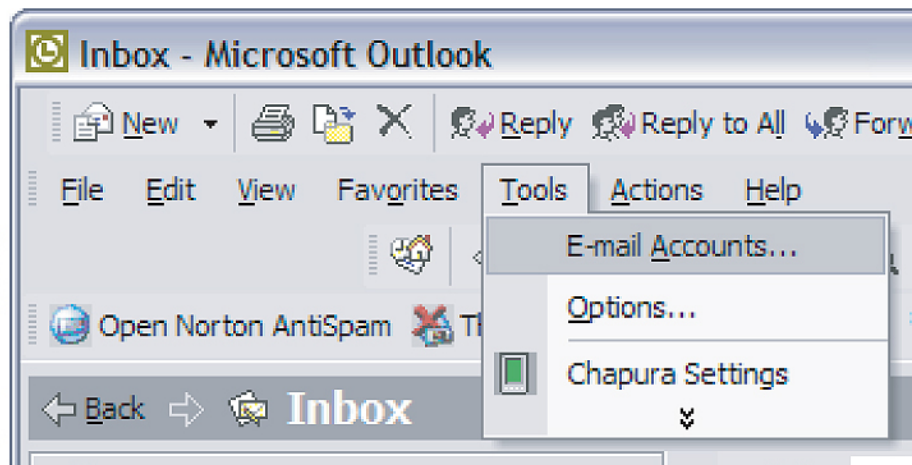 Inbox - Microsoft Outlook
New Reply Reply to All
File Edit View Favorites Tools Actions Help
E-mail Accounts...
Options...
Open Norton AntiSpam
Chapura Settings
Back Inbox